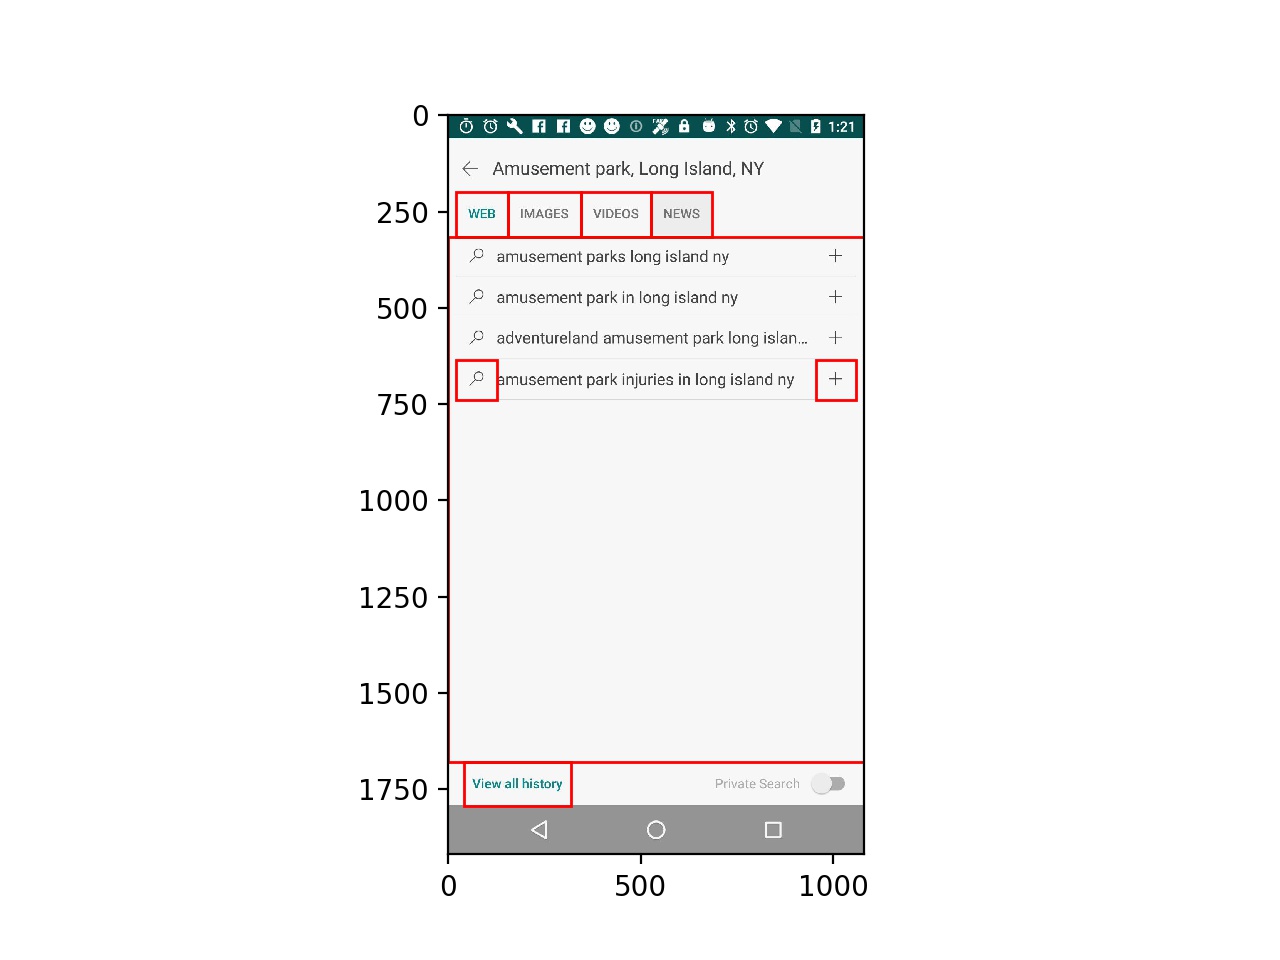 0
1:21
Amusement park, Long Island, NY
250
WEB IMAGES VIDEOS NEWS
amusement parks long island ny
500
amusement park in long island ny
adventureland amusement park long islan...
750
amusement park injuries in long island ny
1000
1250
1500
1750
View all history Private Search
0 500 1000